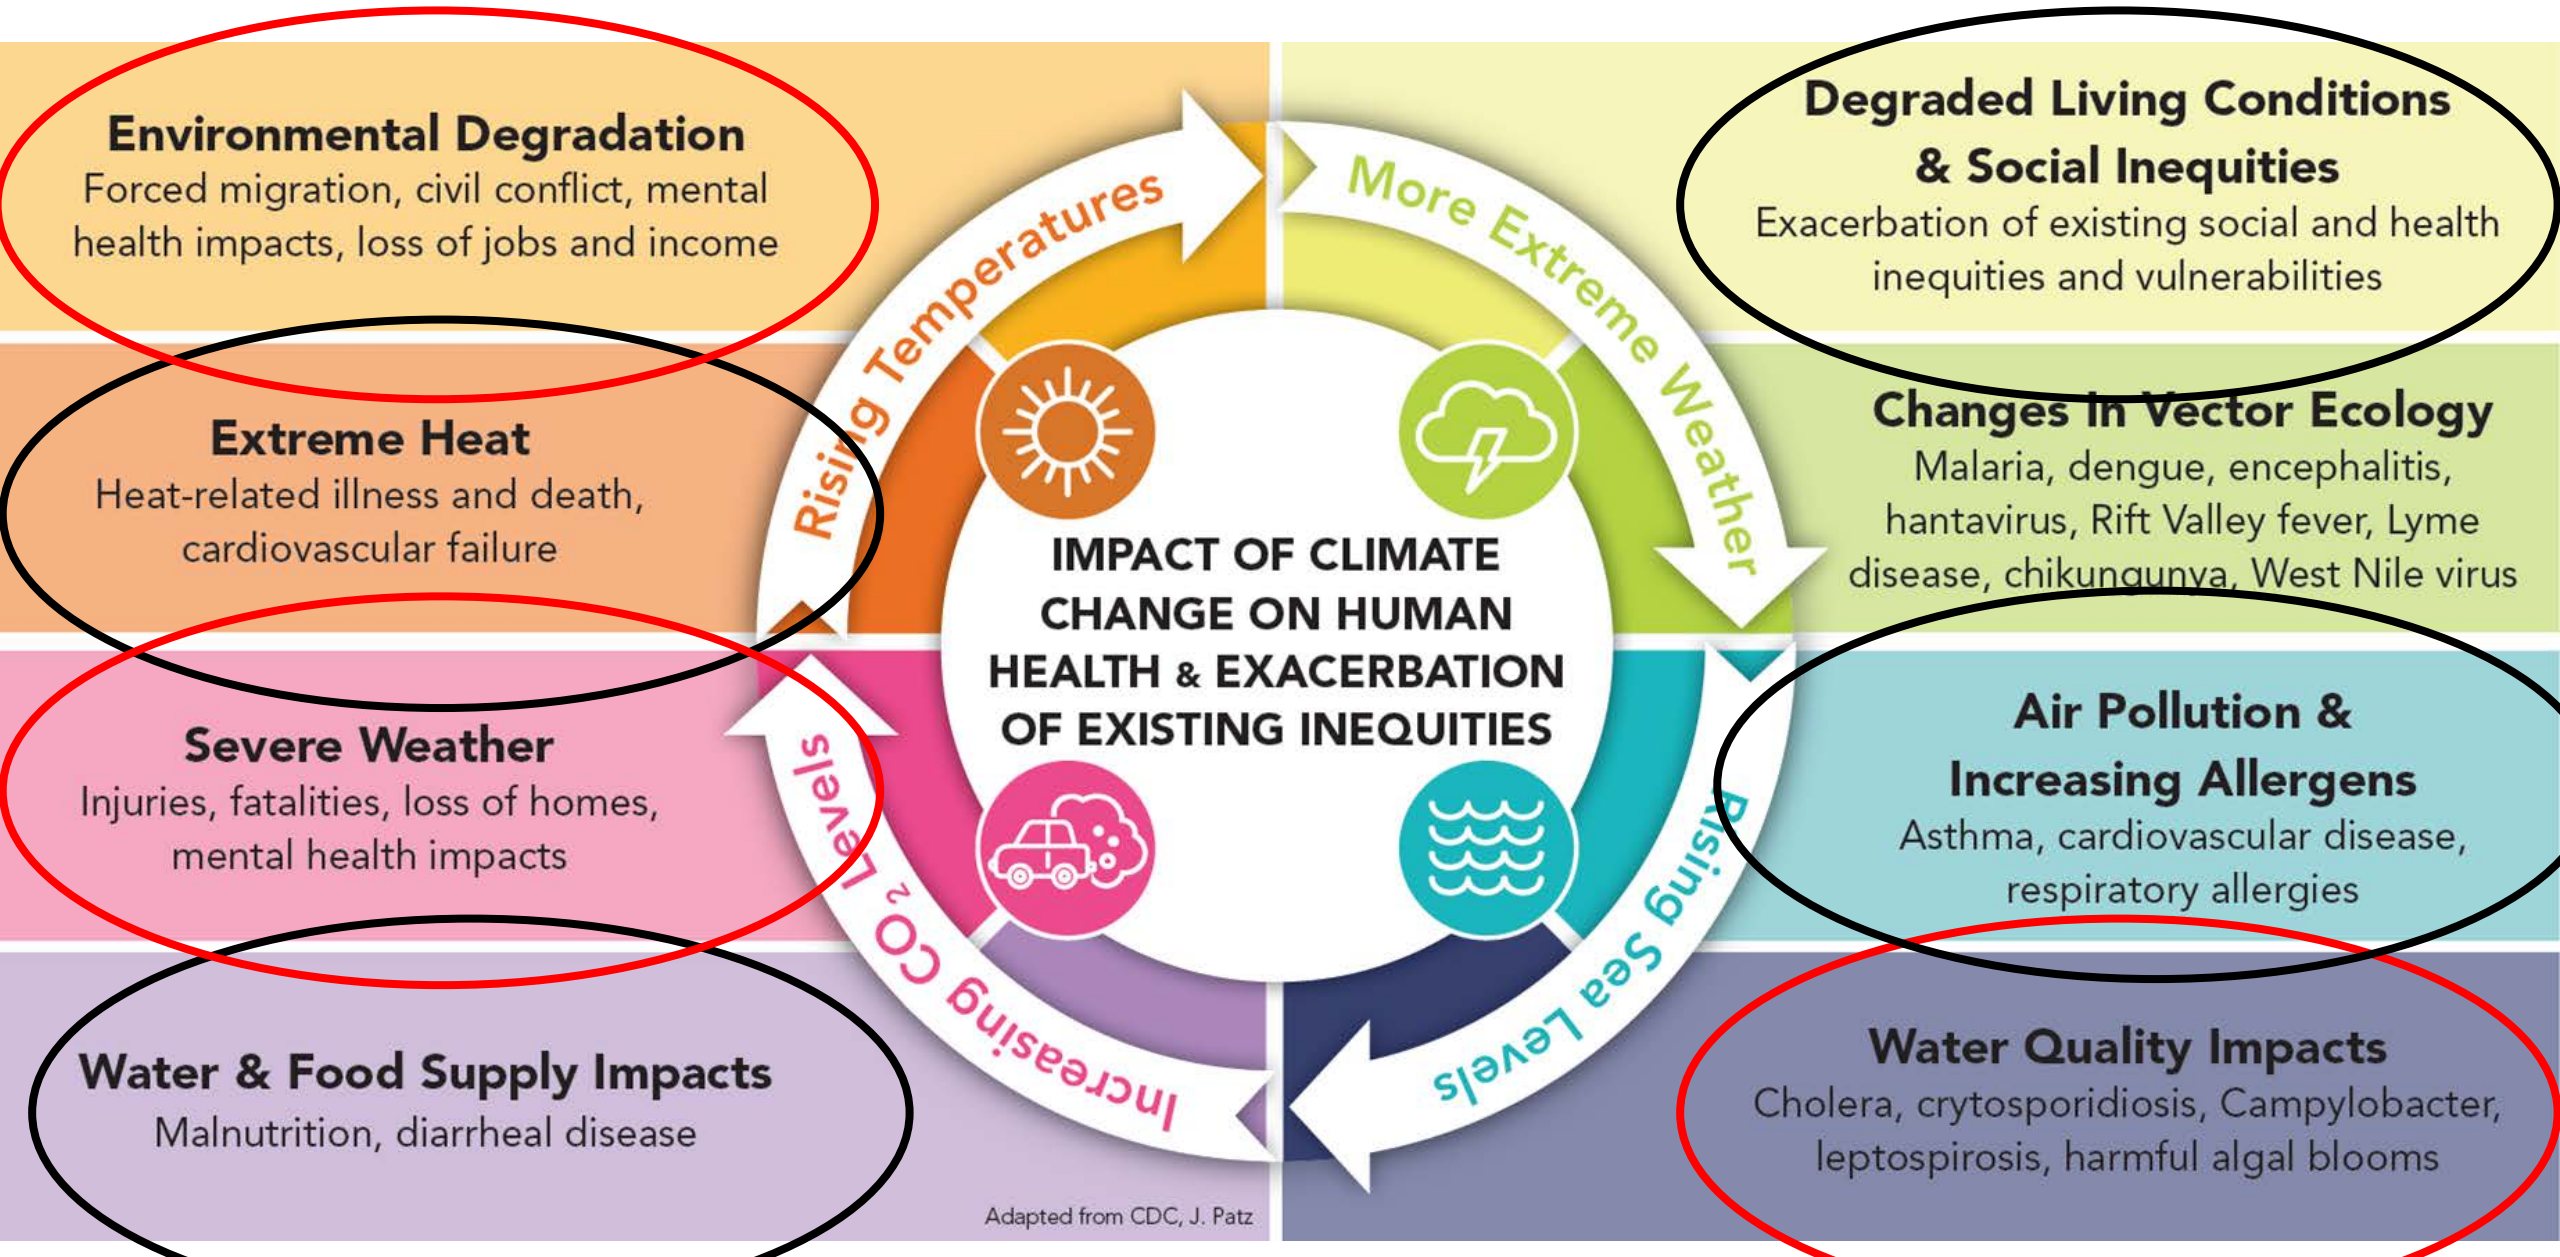 Environmental Degradation
Forced migration, civil conflict, mental
health impacts, loss of jobs and income
Extreme Heat
Heat-related illness and death,
cardiovascular failure
Severe Weather
Injuries, fatalities, loss of homes,
mental health impacts
Water & Food Supply Impacts
Malnutrition, diarrheal disease
Rising Temperatures
More Extreme Weather
Rising Sea Levels
Increasing CO₂ Levels
IMPACT OF CLIMATE
CHANGE ON HUMAN
HEALTH & EXACERBATION
OF EXISTING INEQUITIES
Adapted from CDC, J. Patz
Degraded Living Conditions
& Social Inequities
Exacerbation of existing social and health
inequities and vulnerabilities
Changes in Vector Ecology
Malaria, dengue, encephalitis,
hantavirus, Rift Valley fever, Lyme
disease, chikungunya, West Nile virus
Air Pollution &
Increasing Allergens
Asthma, cardiovascular disease,
respiratory allergies
Water Quality Impacts
Cholera, crytosporidiosis, Campylobacter,
leptospirosis, harmful algal blooms